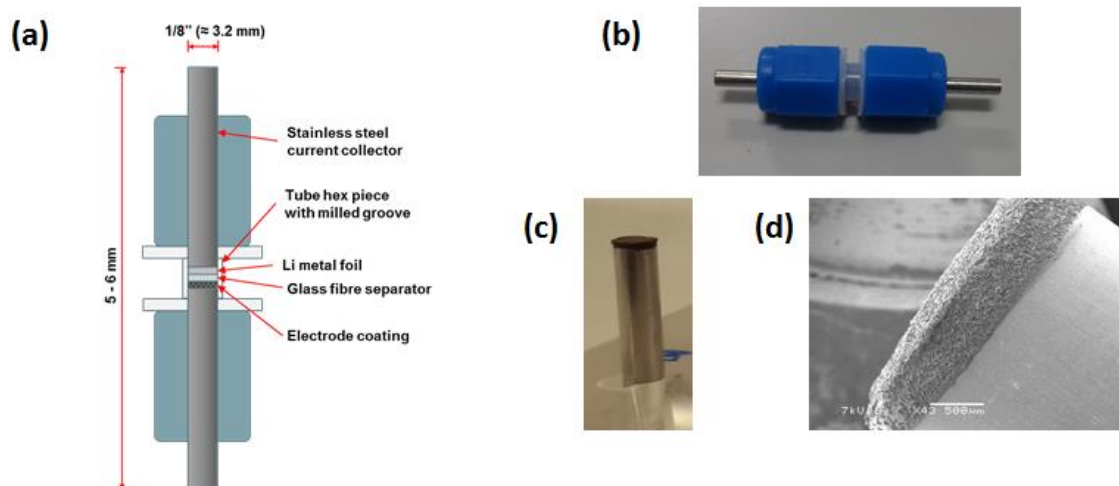 (a)
1/8" (≈ 3.2 mm)
5 - 6 mm
Stainless steel
current collector
Tube hex piece
with milled groove
Li metal foil
Glass fibre separator
Electrode coating
(b)
(c)
(d)
X43 500µm